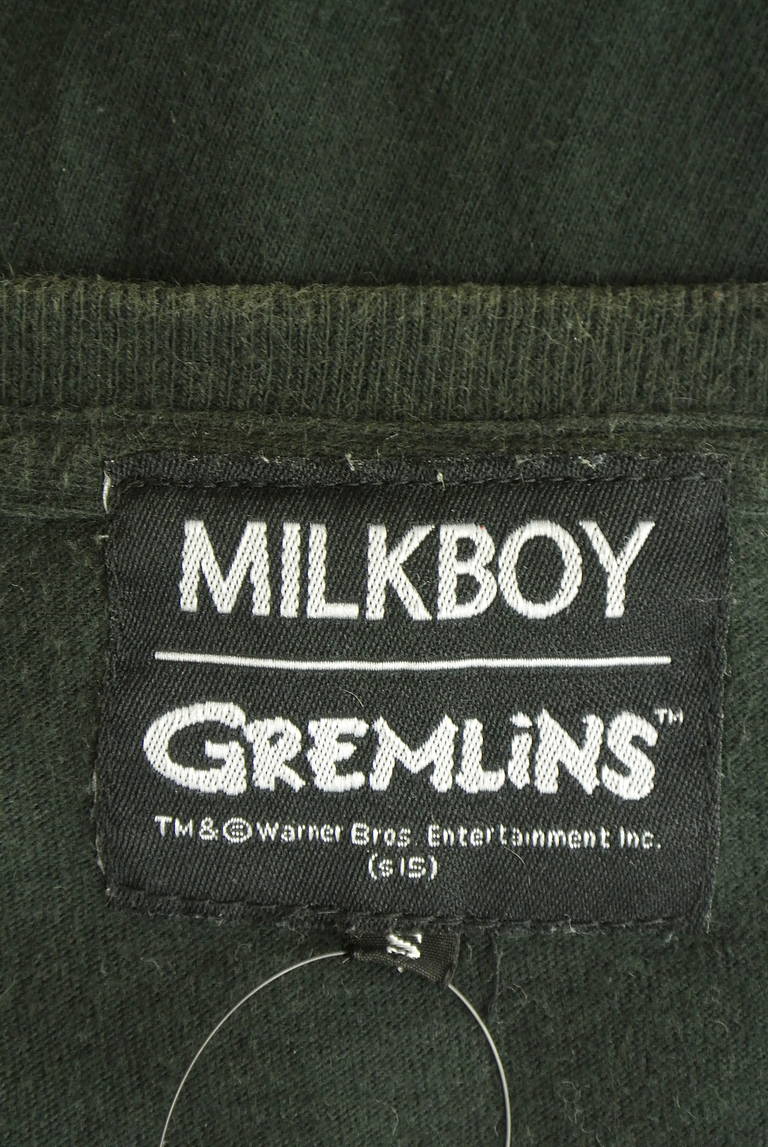 MILKBOY
GREMLiNS™
TM & © Warner Bros. Entertainment Inc.
(s15)